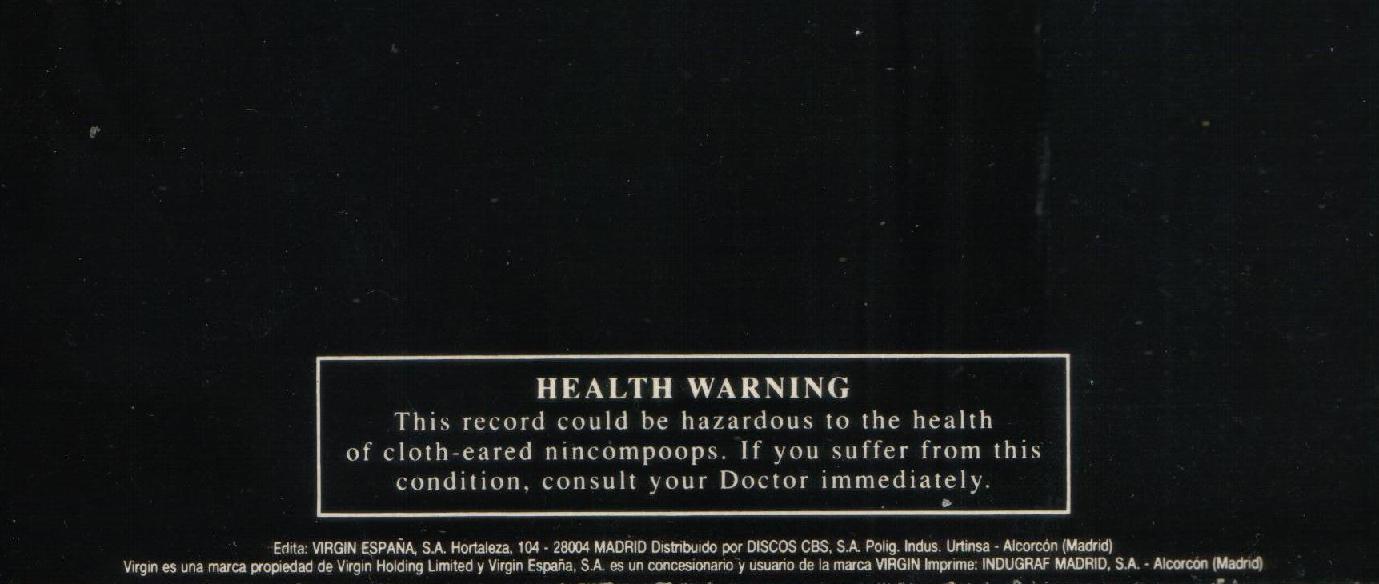 HEALTH WARNING
This record could be hazardous to the health
of cloth-eared nincompoops. If you suffer from this
condition, consult your Doctor immediately.
Edita: VIRGIN ESPAÑA, S.A. Hortaleza, 104 - 28004 MADRID Distribuido por DISCOS CBS, S.A. Polig. Indus. Urtinsa - Alcorcón (Madrid)
Virgin es una marca propiedad de Virgin Holding Limited y Virgin España, S.A. es un concesionario y usuario de la marca VIRGIN Imprime: INDUGRAF MADRID, S.A. - Alcorcón (Madrid)